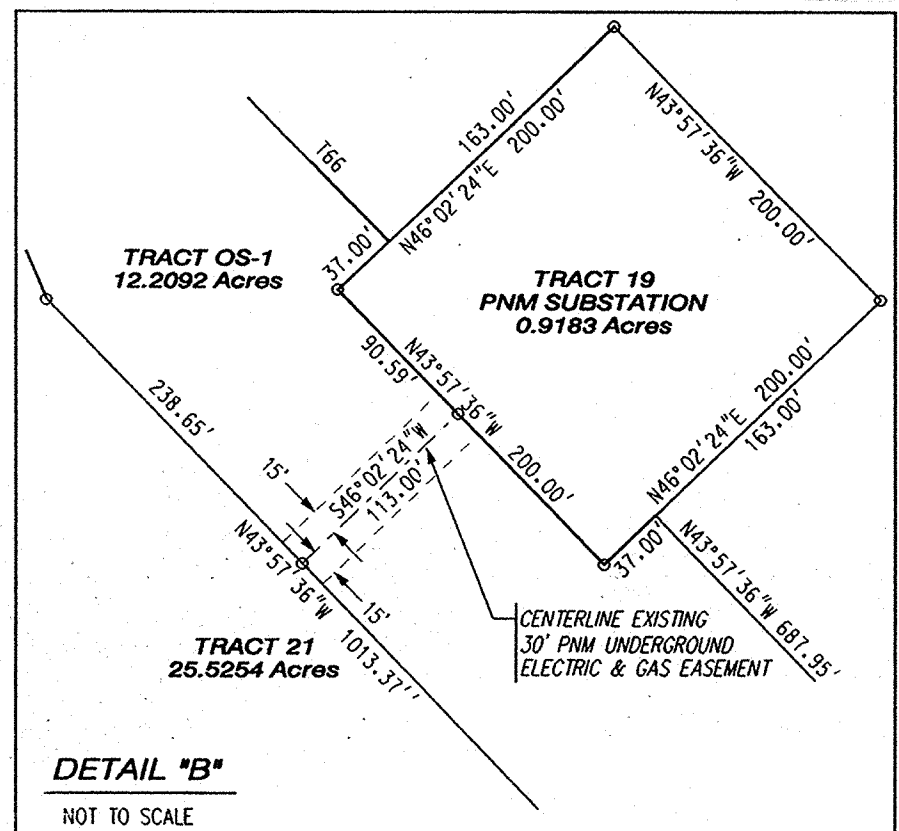 163.00'
N46°02'24"E 200.00'
N43°57'36"W 200.00'
T66
37.00'
TRACT OS-1
12.2092 Acres
TRACT 19
PNM SUBSTATION
0.9183 Acres
90.59'
N43°57'36"W 200.00'
238.65'
15'
S46°02'24"W
113.00'
N46°02'24"E 200.00'
163.00'
37.00'
N43°57'36"W 687.95'
N43°57'36"W 1013.37''
15'
CENTERLINE EXISTING
30' PNM UNDERGROUND
ELECTRIC & GAS EASEMENT
TRACT 21
25.5254 Acres
DETAIL "B"
NOT TO SCALE